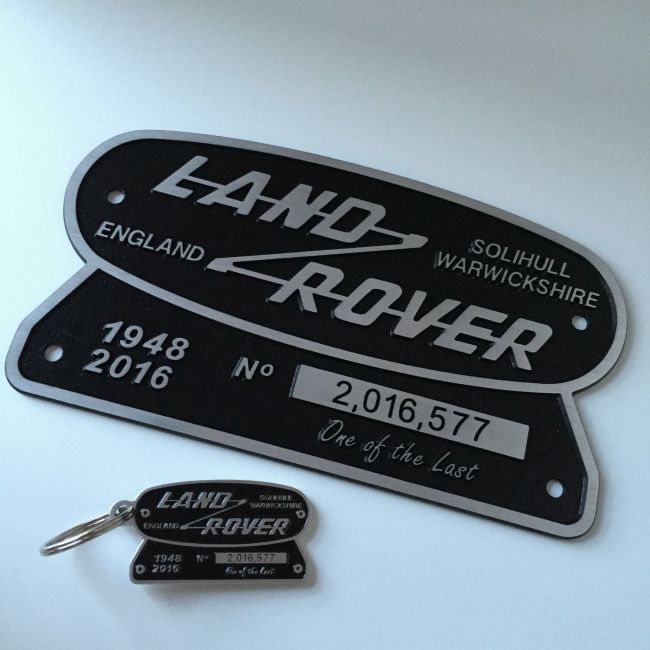 LAND
ROVER
ENGLAND
SOLIHULL
WARWICKSHIRE
1948
2016
Nº
2,016,577
One of the Last
LAND
ROVER
ENGLAND
SOLIHULL
WARWICKSHIRE
1948
2016
Nº
2,016,577
One of the Last